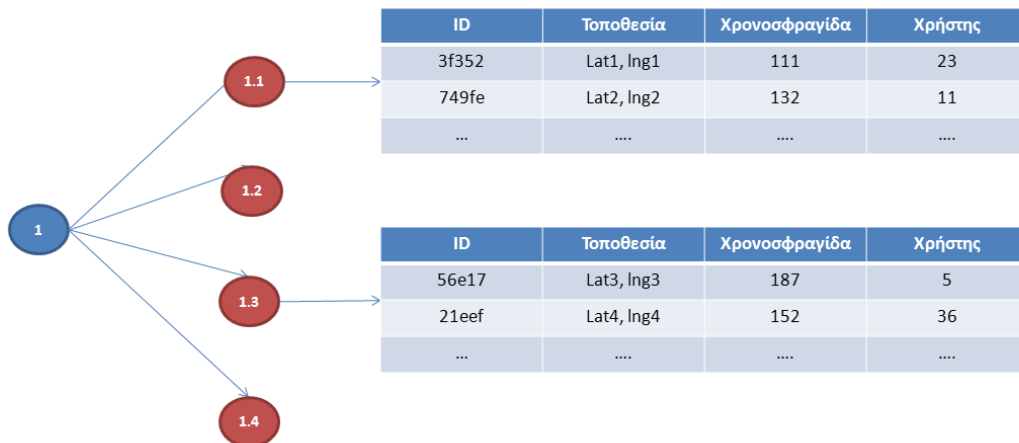 ID Τοποθεσία Χρονοσφραγίδα Χρήστης
3f352 Lat1, lng1 111 23
749fe Lat2, lng2 132 11
... .... .... ....
1.1
1.2
1
ID Τοποθεσία Χρονοσφραγίδα Χρήστης
56e17 Lat3, lng3 187 5
21eef Lat4, lng4 152 36
... .... .... ....
1.3
1.4